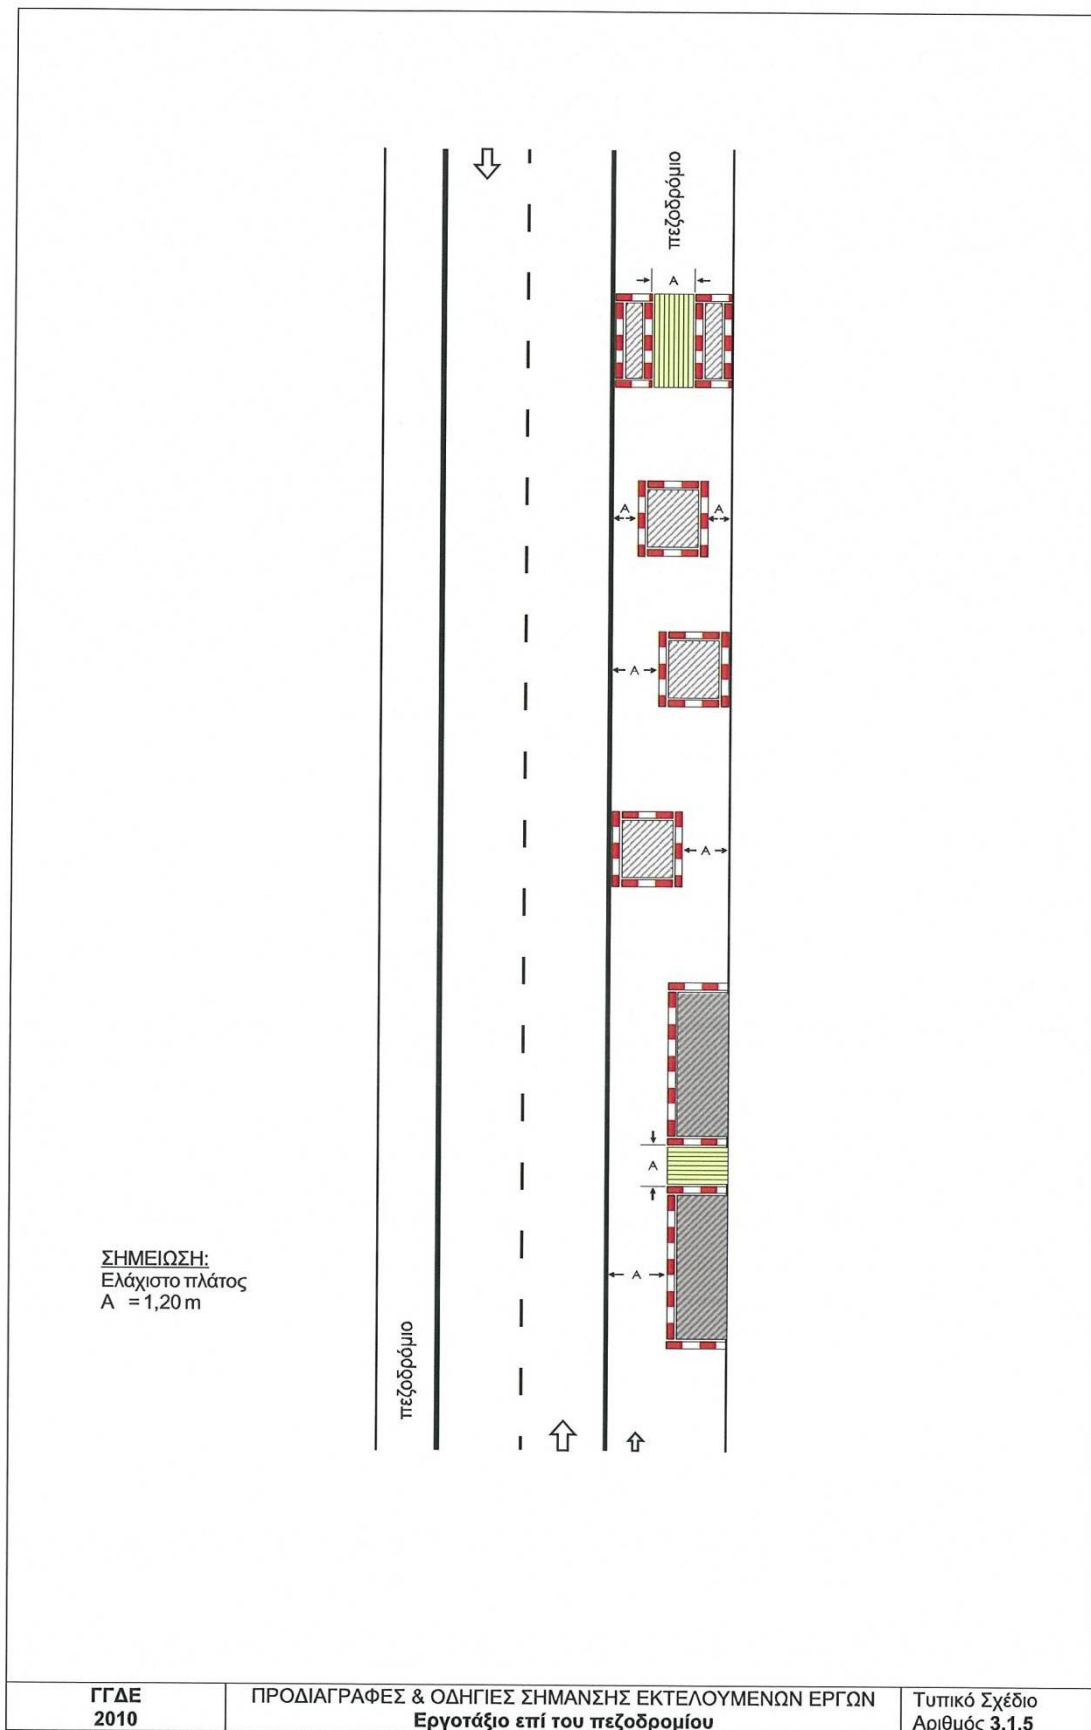 πεζοδρόμιο
A
A
A
A
A
A
A
ΣΗΜΕΙΩΣΗ:
Ελάχιστο πλάτος
A = 1,20 m
πεζοδρόμιο
ΓΓΔΕ
2010
ΠΡΟΔΙΑΓΡΑΦΕΣ & ΟΔΗΓΙΕΣ ΣΗΜΑΝΣΗΣ ΕΚΤΕΛΟΥΜΕΝΩΝ ΕΡΓΩΝ
Εργοτάξιο επί του πεζοδρομίου
Τυπικό Σχέδιο
Αριθμός 3.1.5